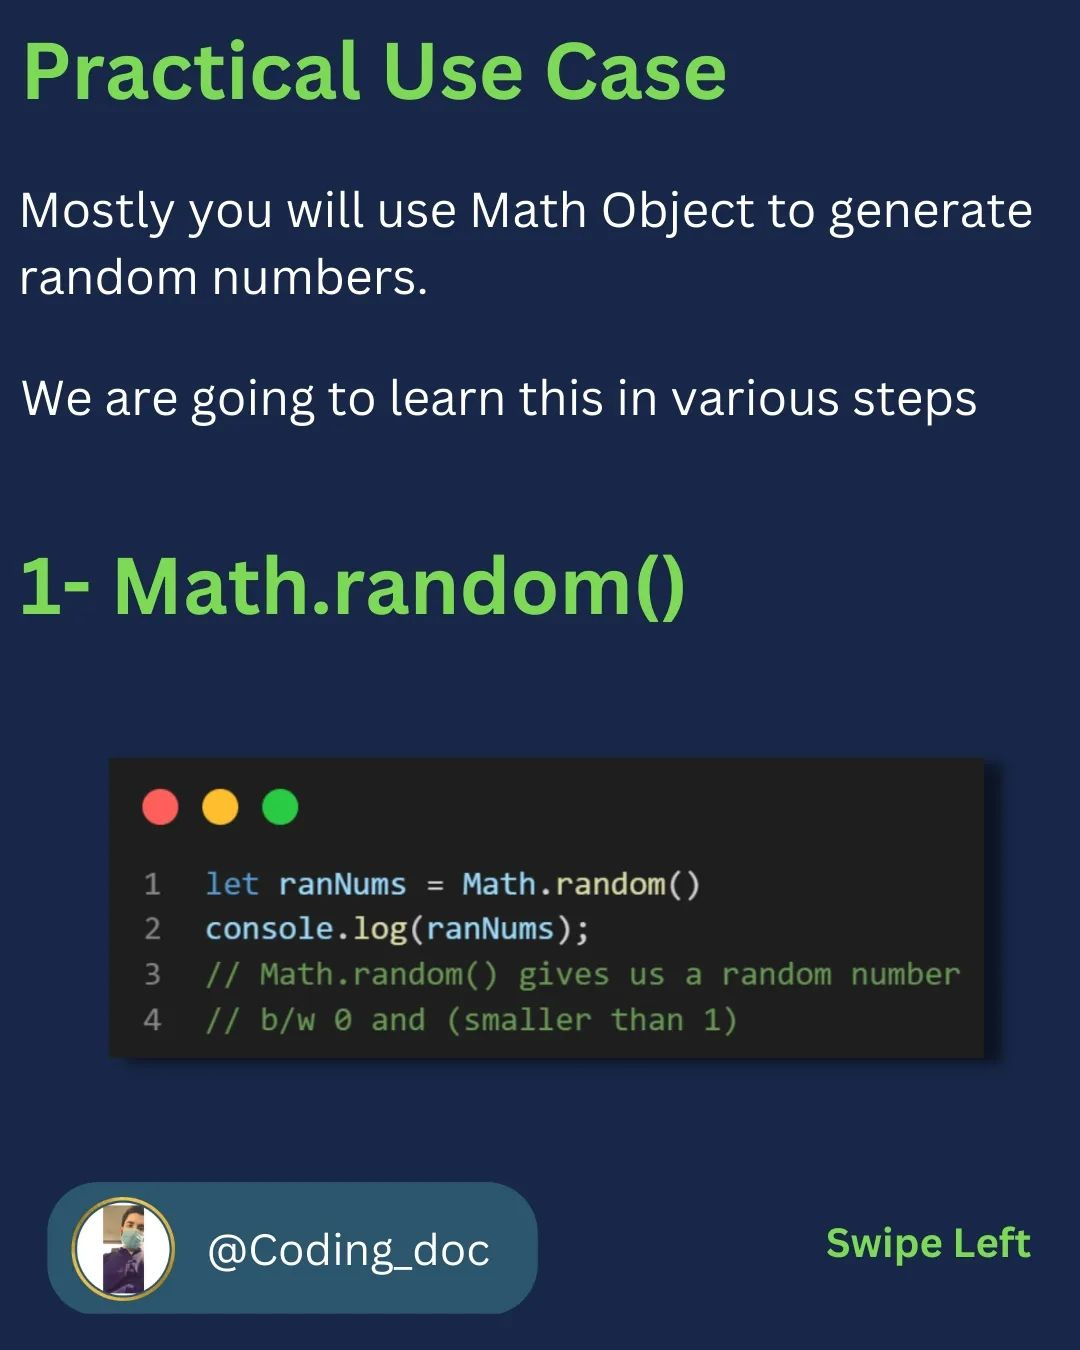 Practical Use Case
Mostly you will use Math Object to generate
random numbers.
We are going to learn this in various steps
1- Math.random()
1 let ranNums = Math.random()
2 console.log(ranNums);
3 // Math.random() gives us a random number
4 // b/w 0 and (smaller than 1)
@Coding_doc
Swipe Left